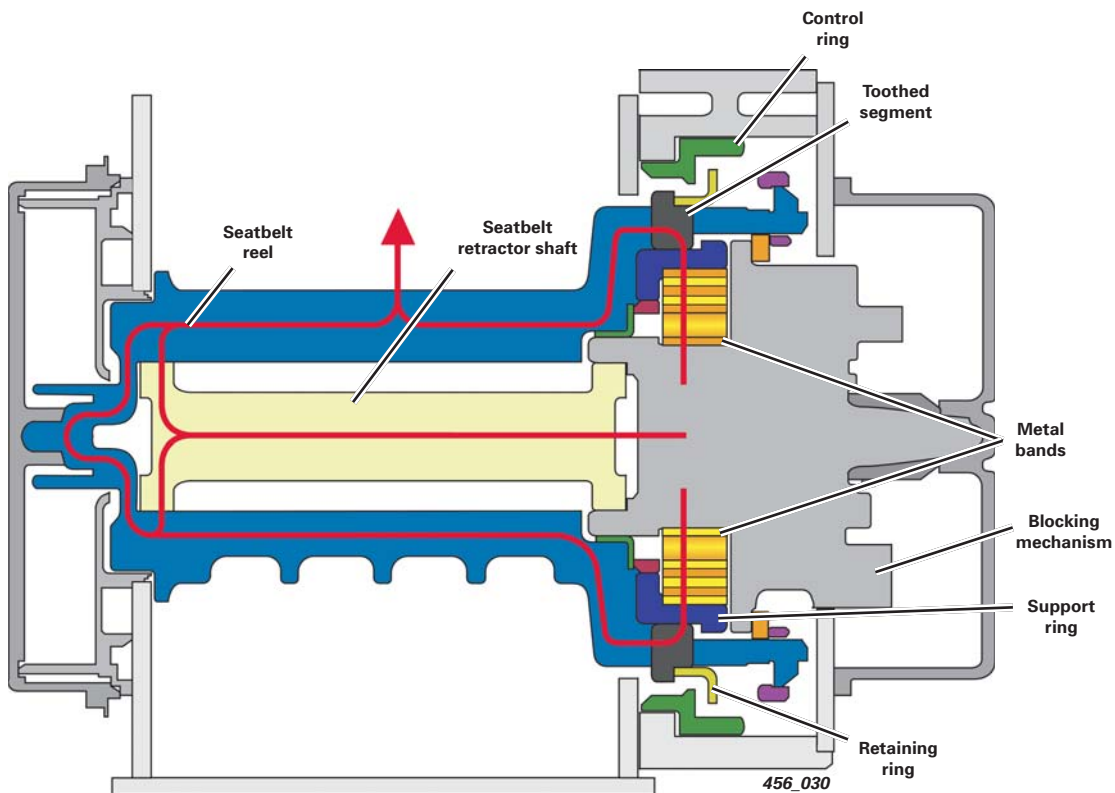 Control
ring
Toothed
segment
Seatbelt
reel
Seatbelt
retractor shaft
Metal
bands
Blocking
mechanism
Support
ring
Retaining
ring
456_030